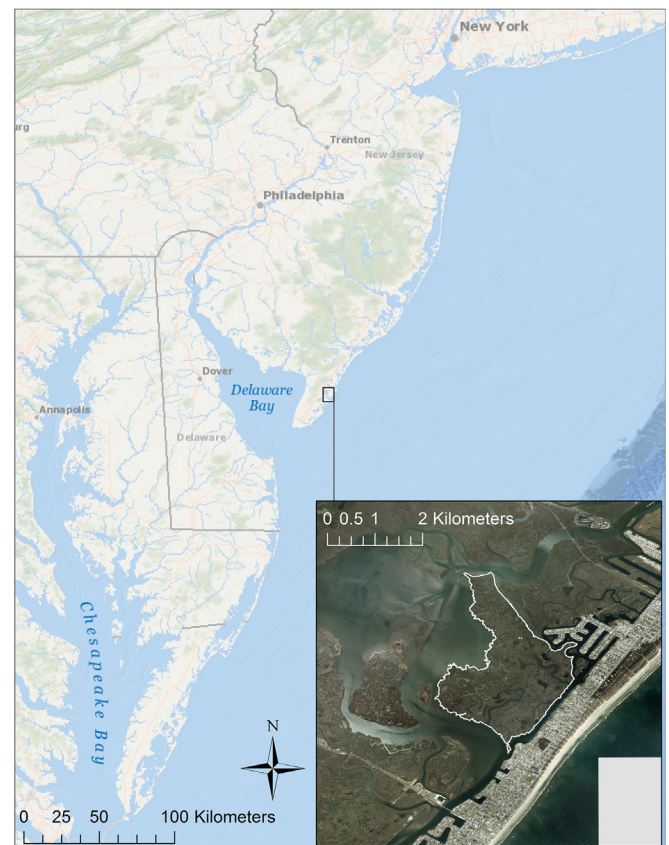 New York
urg
Trenton
New Jersey
Philadelphia
Dover
Delaware
Bay
Annapolis
Delaware
0 0.5 1 2 Kilometers
Chesapeake Bay
N
0 25 50 100 Kilometers